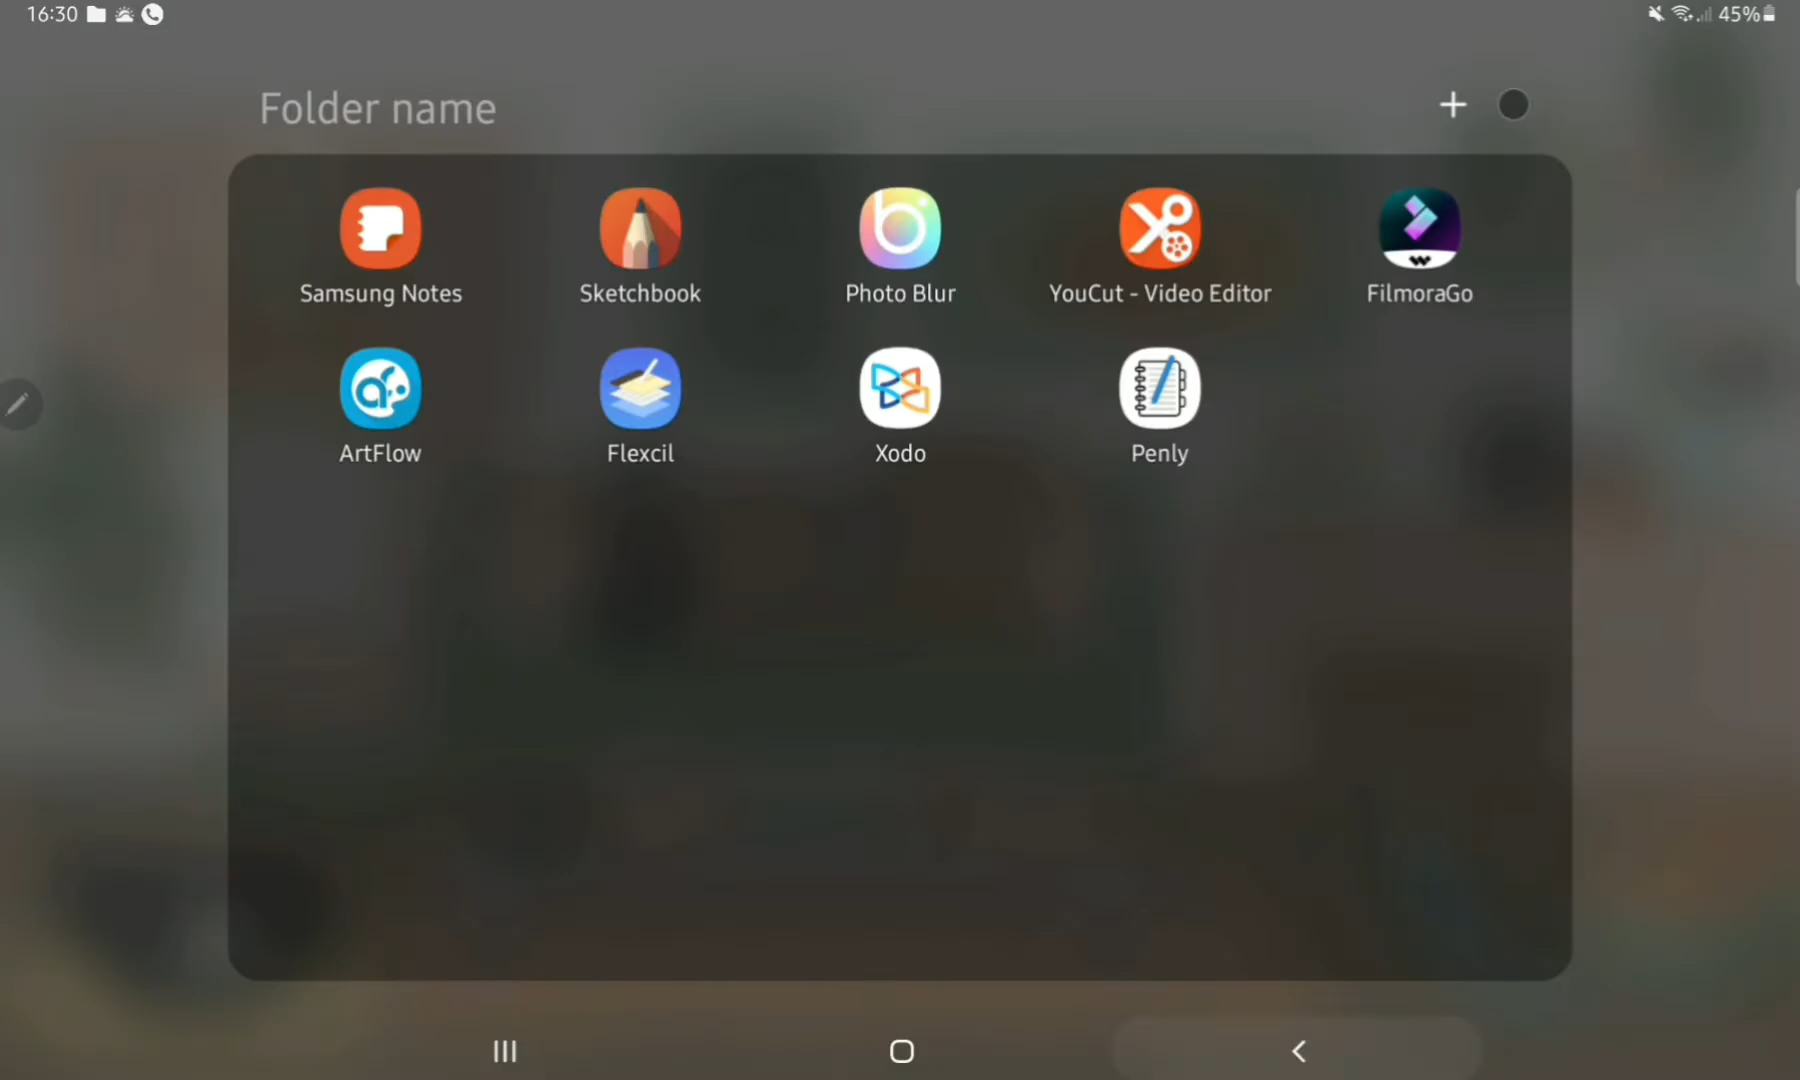 16:30
45%
Folder name
Samsung Notes
Sketchbook
Photo Blur
YouCut - Video Editor
FilmoraGo
ArtFlow
Flexcil
Xodo
Penly